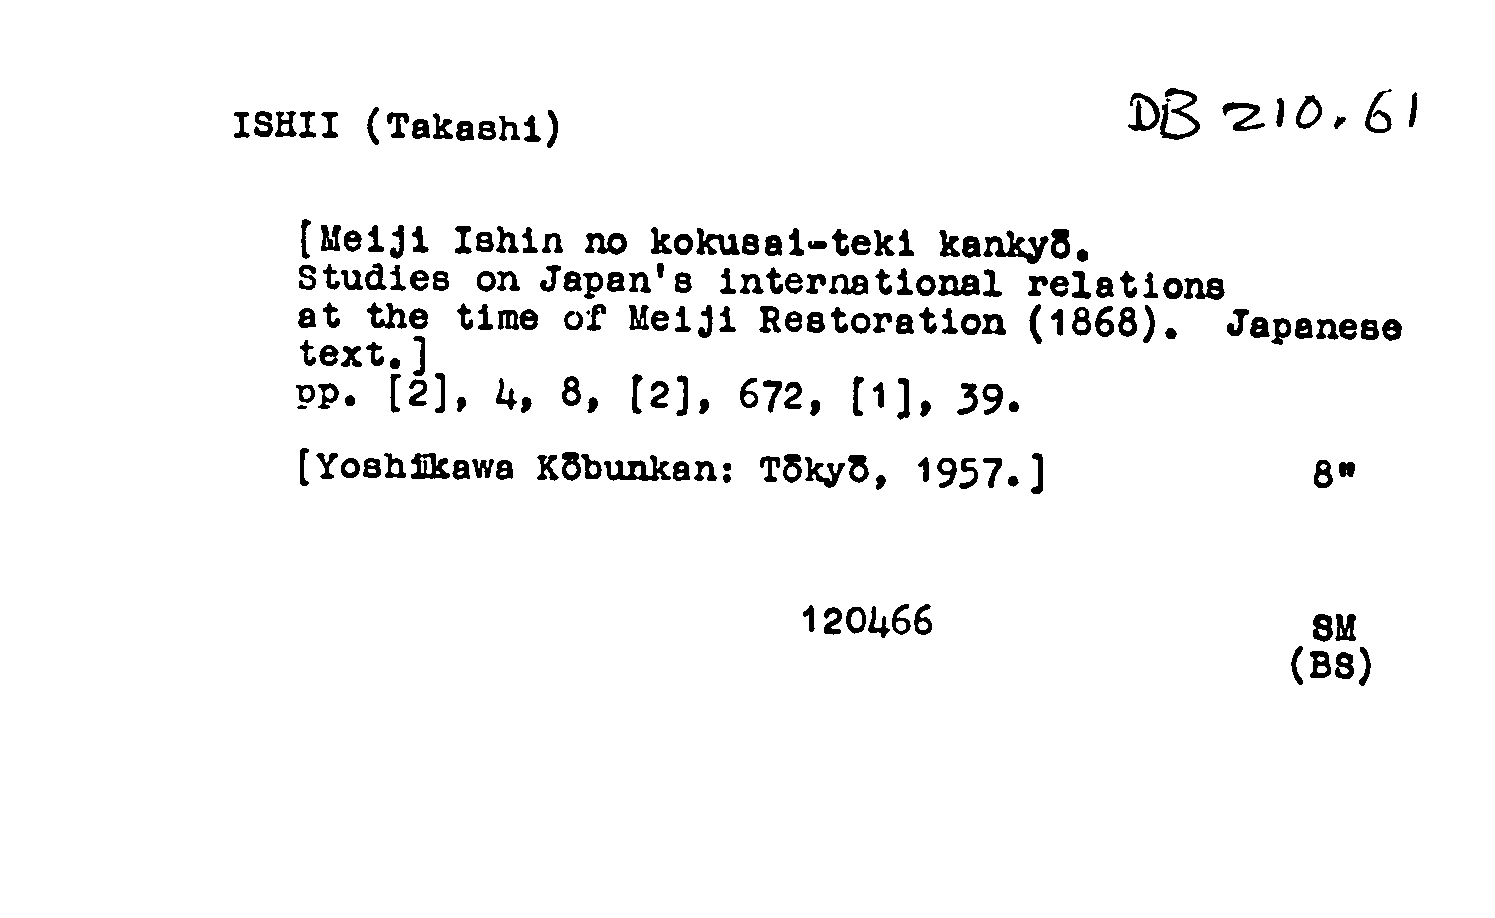 ISHII (Takashi) DB 210.61
[Meiji Ishin no kokusai-teki kankyō.
Studies on Japan's international relations
at the time of Meiji Restoration (1868). Japanese
text.]
pp. [2], 4, 8, [2], 672, [1], 39.
[Yoshikawa Kōbunkan: Tōkyō, 1957.] 8"
120466 SM
(BS)